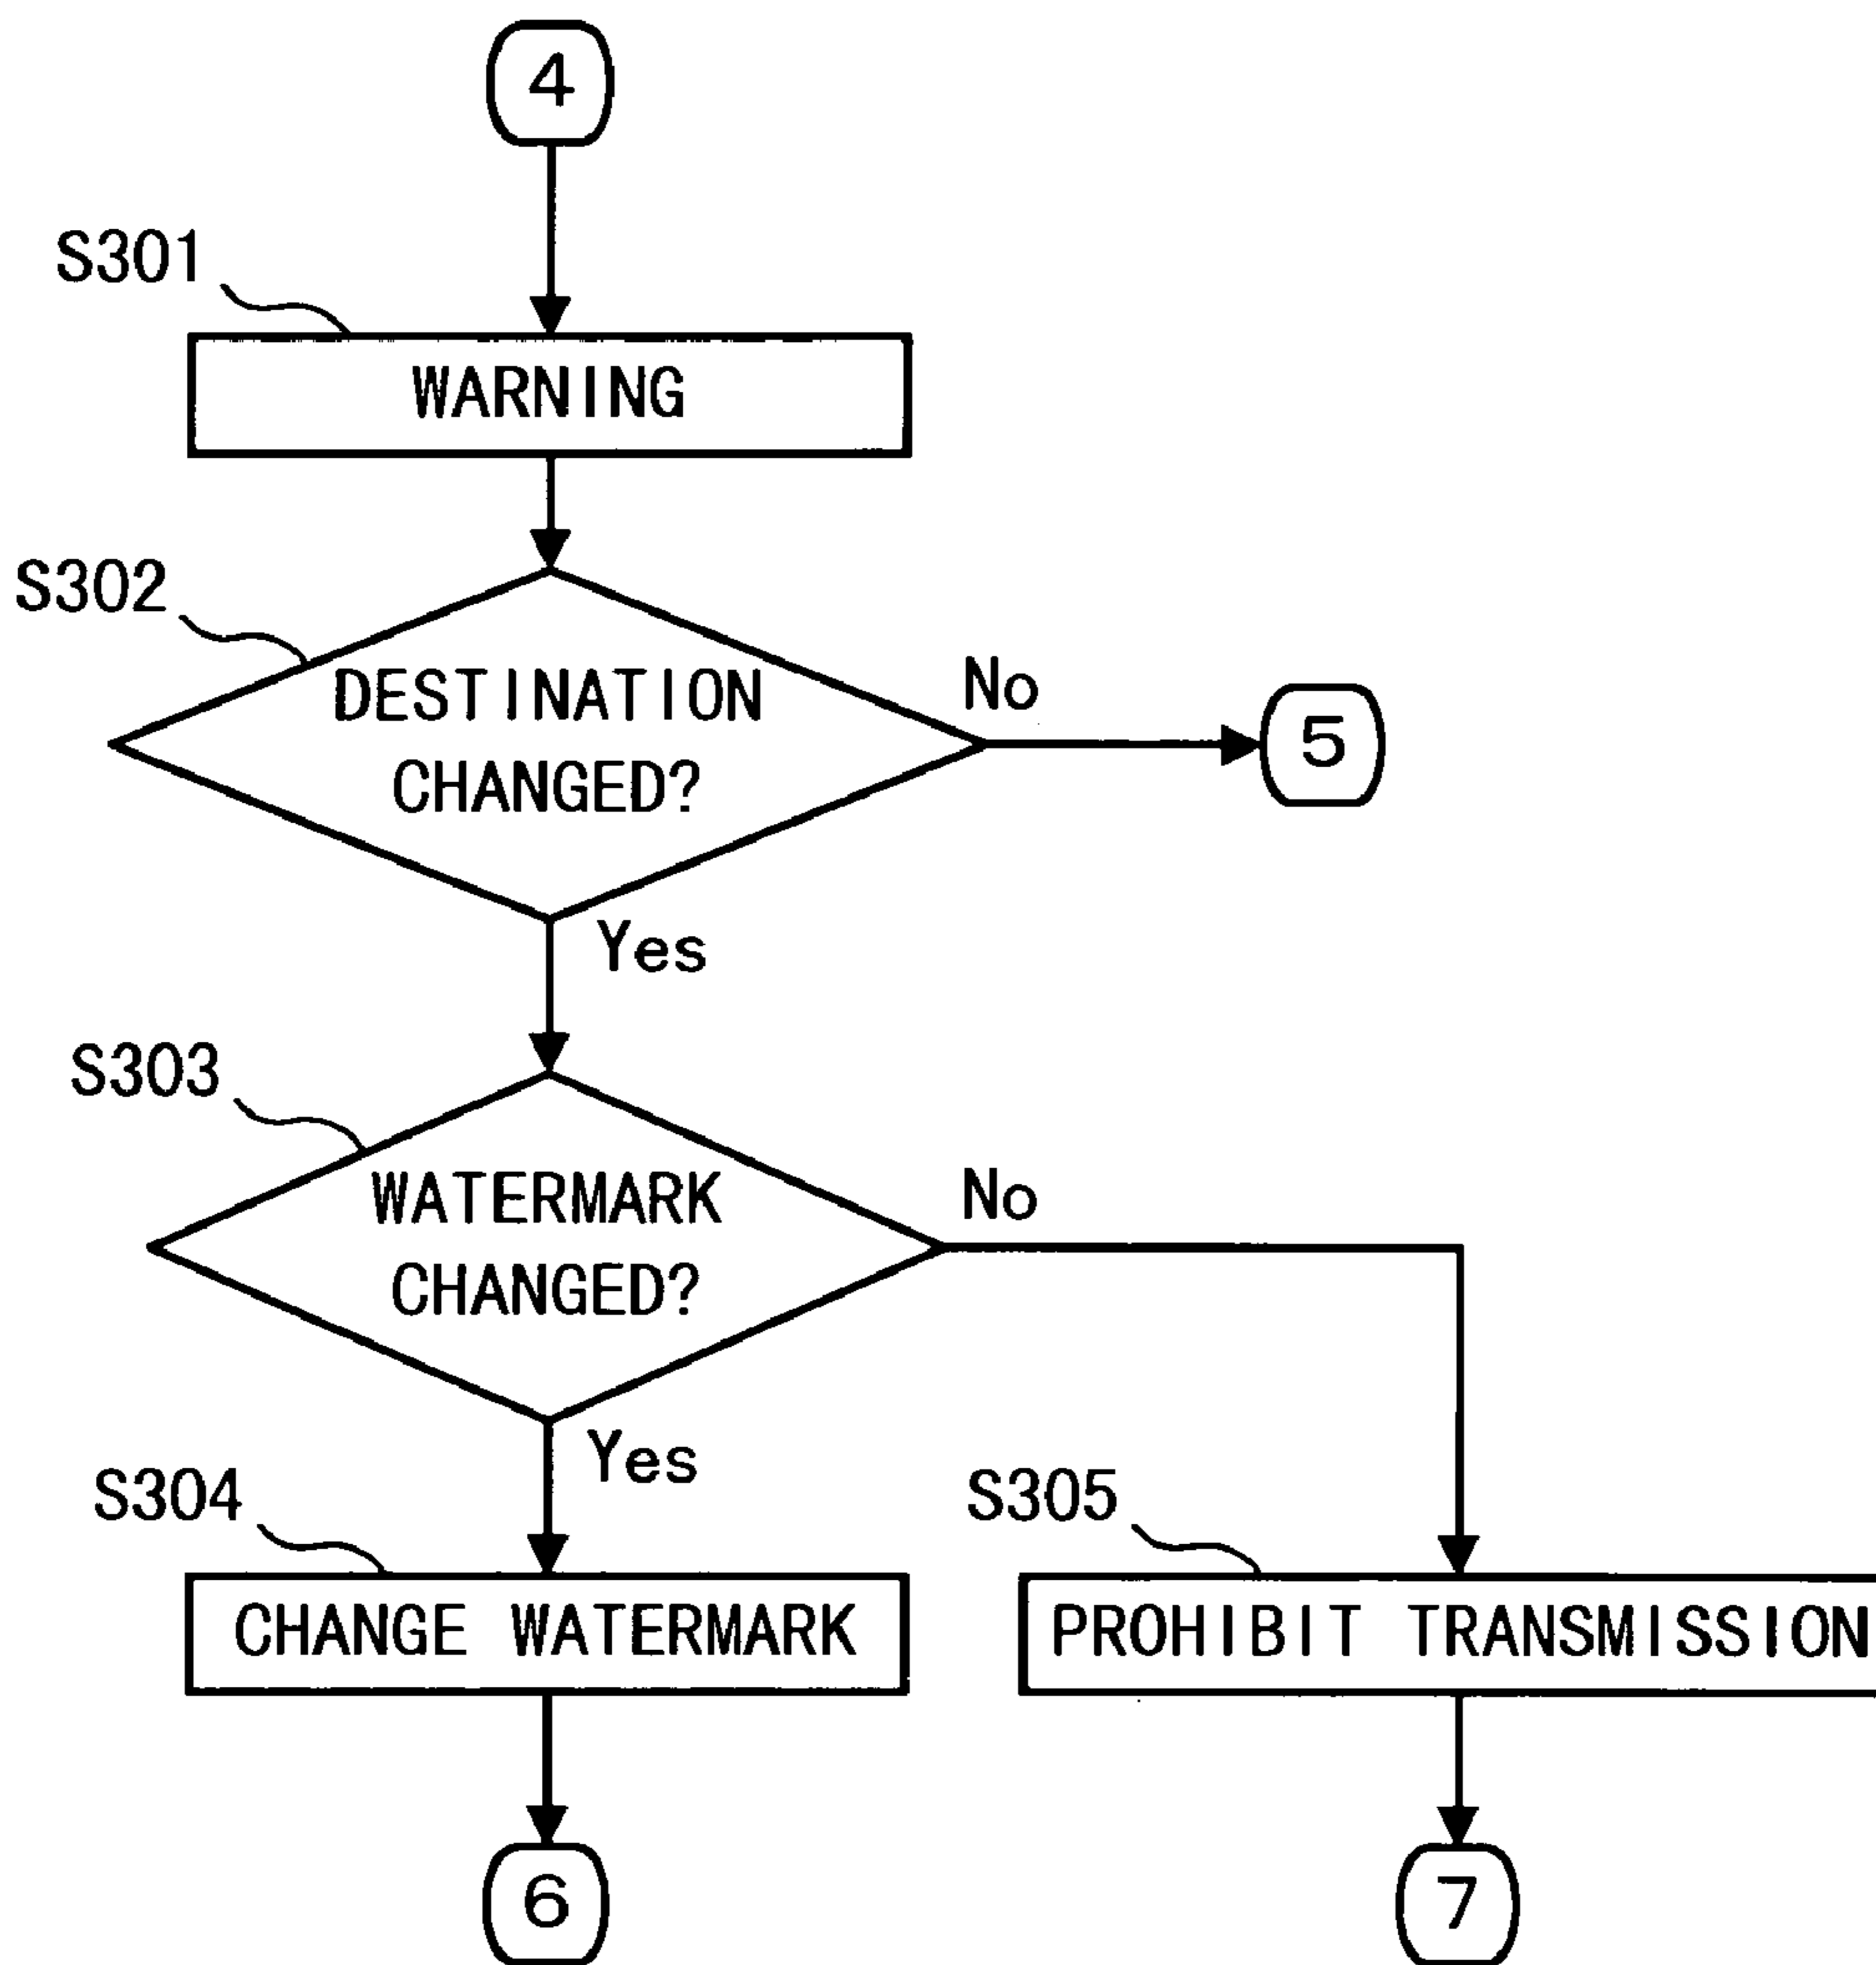 4
S301
WARNING
S302
DESTINATION
CHANGED?
No
5
Yes
S303
WATERMARK
CHANGED?
No
Yes
S304
CHANGE WATERMARK
S305
PROHIBIT TRANSMISSION
6
7